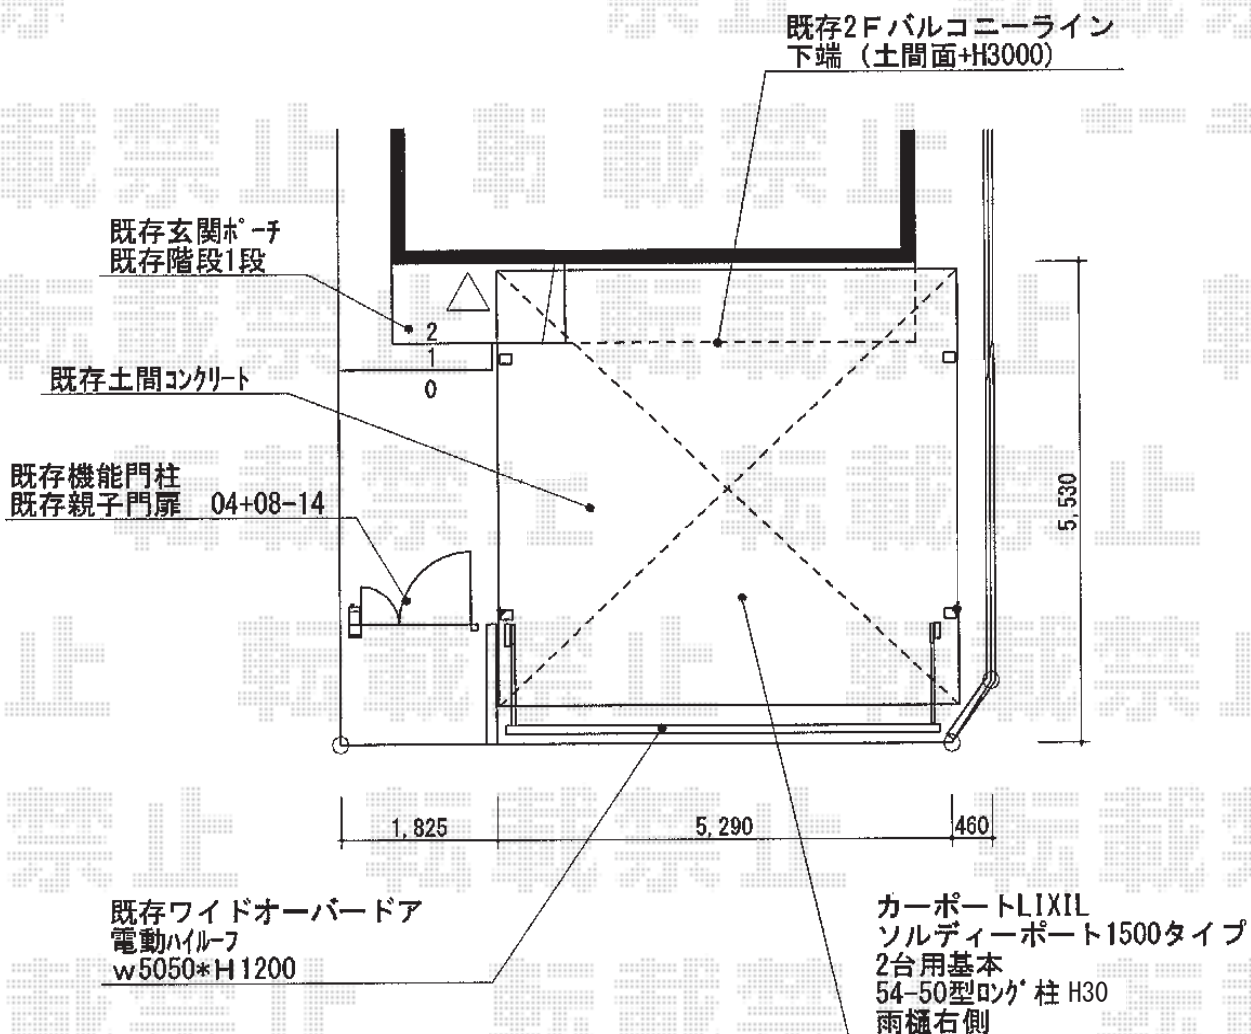 既存2Fバルコニーライン
下端（土間面+H3000）
既存玄関ﾎﾟｰﾁ
既存階段1段
2
1
0
既存土間ｺﾝｸﾘｰﾄ
既存機能門柱
既存親子門扉　04+08-14
5,530
1,825
5,290
460
既存ワイドオーバードア
電動ﾊｲﾙｰﾌ
w5050*H1200
カーポートLIXIL
ソルディーポート1500タイプ
2台用基本
54-50型ﾛﾝｸﾞ柱 H30
雨樋右側
転載禁止